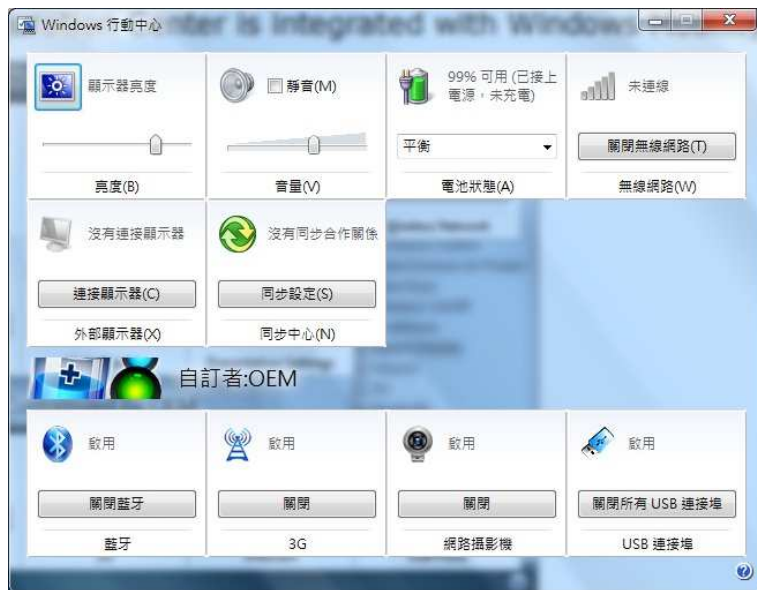 Windows 行動中心
顯示器亮度
亮度(B)
靜音(M)
音量(V)
99% 可用 (已接上
電源，未充電)
平衡
電池狀態(A)
未連線
關閉無線網路(T)
無線網路(W)
沒有連接顯示器
連接顯示器(C)
外部顯示器(X)
沒有同步合作關係
同步設定(S)
同步中心(N)
自訂者:OEM
啟用
關閉藍牙
藍牙
啟用
關閉
3G
啟用
關閉
網路攝影機
啟用
關閉所有 USB 連接埠
USB 連接埠